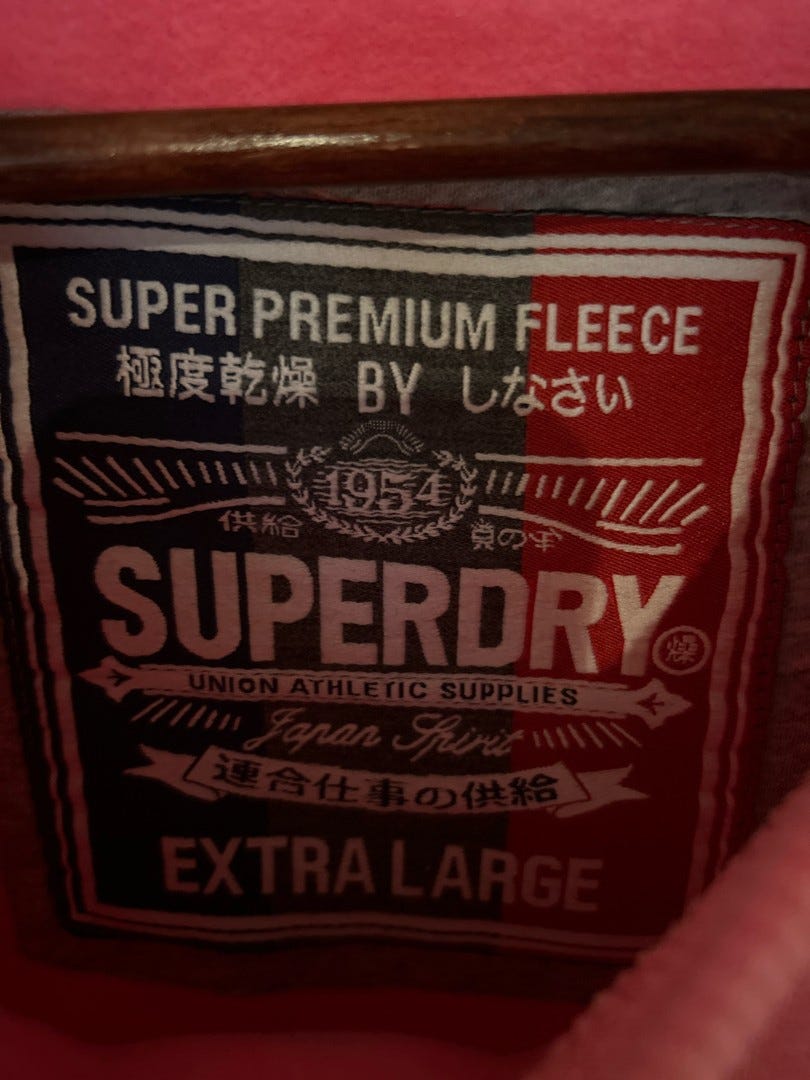 SUPER PREMIUM FLEECE
極度乾燥 BY しなさい
1954
供給
SUPERDRY 燥
UNION ATHLETIC SUPPLIES
Japan Spirit
連合仕事の供給
EXTRA LARGE